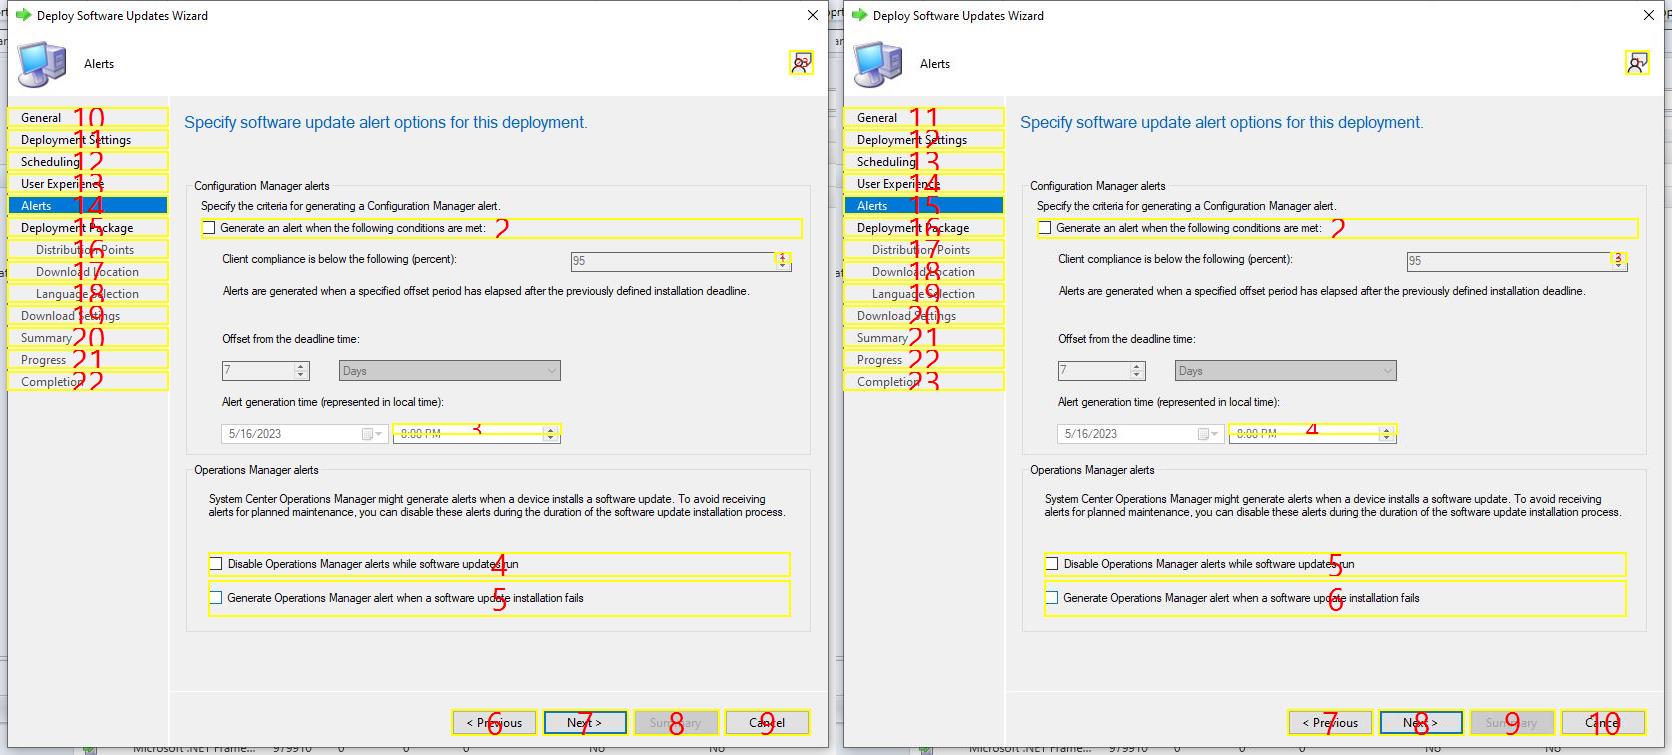 Deploy Software Updates Wizard
Alerts
23
General 10
Deployment Settings 11
Scheduling 12
User Experience 13
Alerts 14
Deployment Package 15
Distribution Points 16
Download Location 17
Language Selection 18
Download Settings 19
Summary 20
Progress 21
Completion 22
Specify software update alert options for this deployment.
Configuration Manager alerts
Specify the criteria for generating a Configuration Manager alert.
Generate an alert when the following conditions are met: 2
Client compliance is below the following (percent): 95
Alerts are generated when a specified offset period has elapsed after the previously defined installation deadline.
Offset from the deadline time:
7 Days
Alert generation time (represented in local time):
5/16/2023 8:00 PM 3
Operations Manager alerts
System Center Operations Manager might generate alerts when a device installs a software update. To avoid receiving
alerts for planned maintenance, you can disable these alerts during the duration of the software update installation process.
Disable Operations Manager alerts while software updates run 4
Generate Operations Manager alert when a software update installation fails 5
< Previous 6 Next > 7 Summary 8 Cancel 9
Microsoft .NET Frame... 979910 0 0 No No
Deploy Software Updates Wizard
Alerts
General 11
Deployment Settings 12
Scheduling 13
User Experience 14
Alerts 15
Deployment Package 16
Distribution Points 17
Download Location 18
Language Selection 19
Download Settings 20
Summary 21
Progress 22
Completion 23
Specify software update alert options for this deployment.
Configuration Manager alerts
Specify the criteria for generating a Configuration Manager alert.
Generate an alert when the following conditions are met: 2
Client compliance is below the following (percent): 95 3
Alerts are generated when a specified offset period has elapsed after the previously defined installation deadline.
Offset from the deadline time:
7 Days
Alert generation time (represented in local time):
5/16/2023 8:00 PM 4
Operations Manager alerts
System Center Operations Manager might generate alerts when a device installs a software update. To avoid receiving
alerts for planned maintenance, you can disable these alerts during the duration of the software update installation process.
Disable Operations Manager alerts while software updates run 5
Generate Operations Manager alert when a software update installation fails 6
< Previous 7 Next > 8 Summary 9 Cancel 10
Microsoft .NET Frame... 979910 0 0 No No